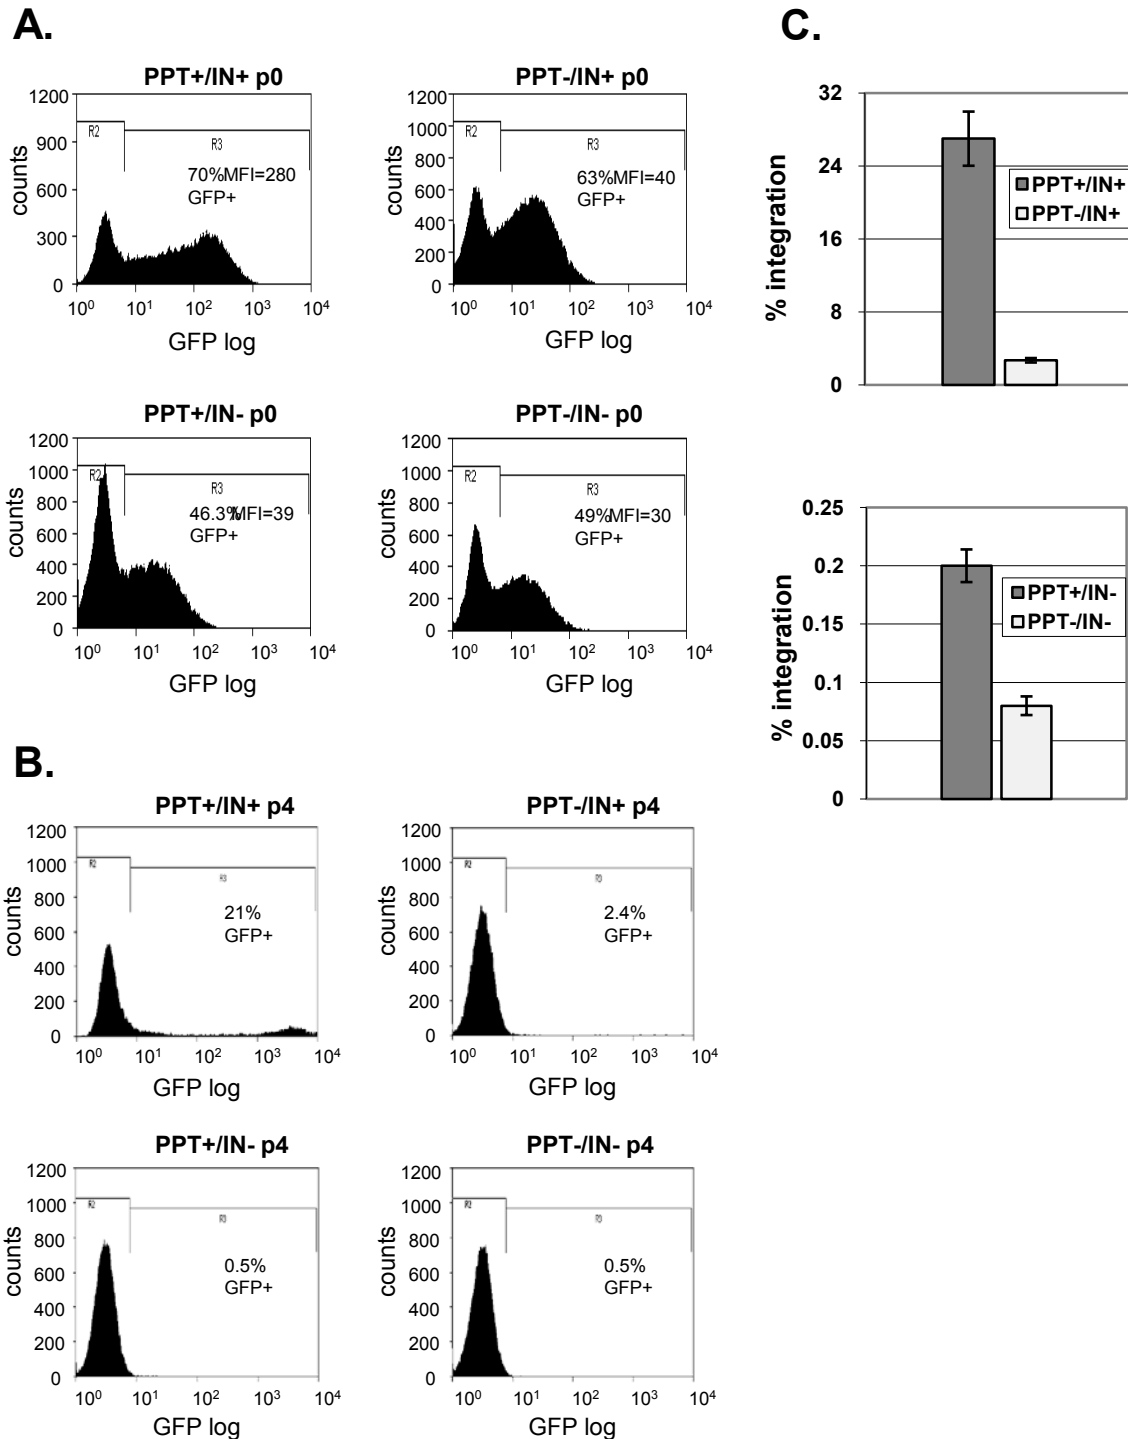 A.
PPT+/IN+ p0
1200
900
600
300
0
counts
R2
R3
70%MFI=280
GFP+
10⁰ 10¹ 10² 10³ 10⁴
GFP log
PPT-/IN+ p0
1200
1000
800
600
400
200
0
counts
R2
R3
63%MFI=40
GFP+
10⁰ 10¹ 10² 10³ 10⁴
GFP log
PPT+/IN- p0
1200
1000
800
600
400
200
0
counts
R2
R3
46.3%MFI=39
GFP+
10⁰ 10¹ 10² 10³ 10⁴
GFP log
PPT-/IN- p0
1200
1000
800
600
400
200
0
counts
R2
R3
49%MFI=30
GFP+
10⁰ 10¹ 10² 10³ 10⁴
GFP log
B.
PPT+/IN+ p4
1200
1000
800
600
400
200
0
counts
R2
R3
21%
GFP+
10⁰ 10¹ 10² 10³ 10⁴
GFP log
PPT-/IN+ p4
1200
1000
800
600
400
200
0
counts
R2
R3
2.4%
GFP+
10⁰ 10¹ 10² 10³ 10⁴
GFP log
PPT+/IN- p4
1200
1000
800
600
400
200
0
counts
R2
R3
0.5%
GFP+
10⁰ 10¹ 10² 10³ 10⁴
GFP log
PPT-/IN- p4
1200
1000
800
600
400
200
0
counts
R2
R3
0.5%
GFP+
10⁰ 10¹ 10² 10³ 10⁴
GFP log
C.
32
24
16
8
0
% integration
PPT+/IN+
PPT-/IN+
0.25
0.2
0.15
0.1
0.05
0
% integration
PPT+/IN-
PPT-/IN-